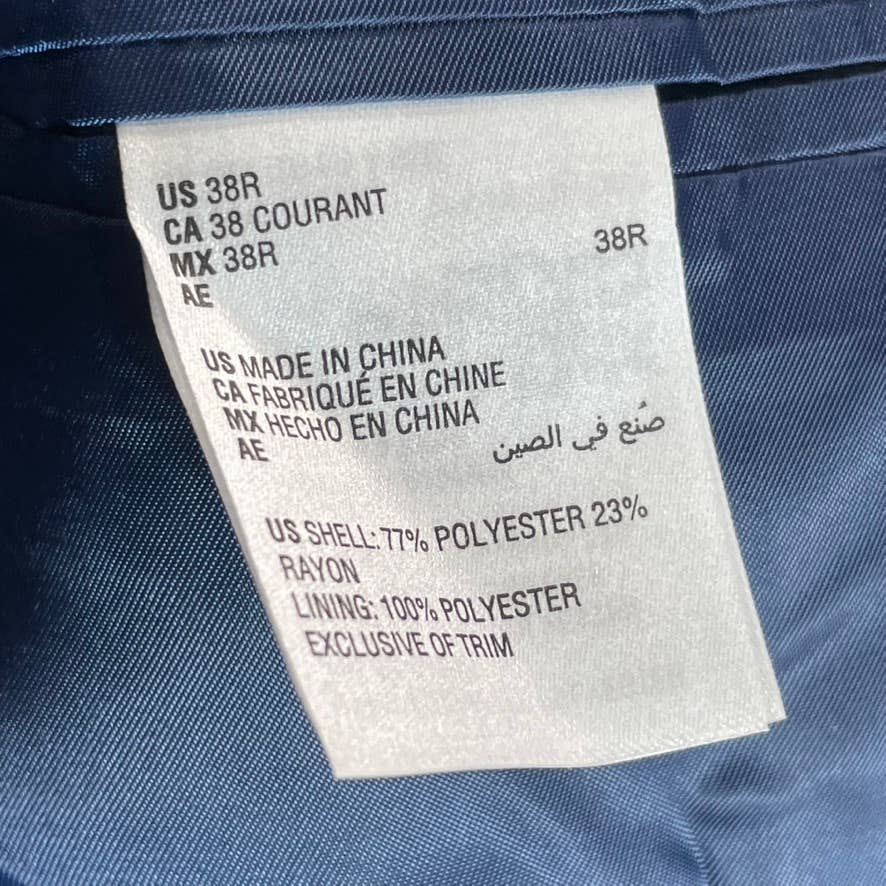 US 38R
CA 38 COURANT
MX 38R
AE 38R
US MADE IN CHINA
CA FABRIQUÉ EN CHINE
MX HECHO EN CHINA
AE صُنع في الصين
US SHELL: 77% POLYESTER 23%
RAYON
LINING: 100% POLYESTER
EXCLUSIVE OF TRIM